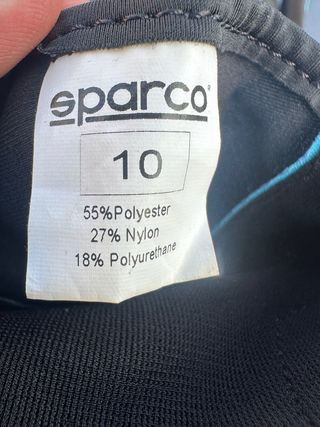 sparco
10
55%Polyester
27% Nylon
18% Polyurethane